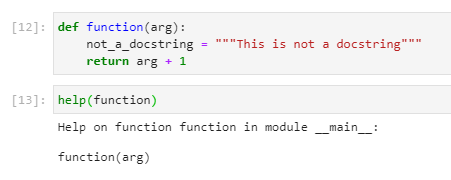 [12]: def function(arg):
    not_a_docstring = """This is not a docstring"""
    return arg + 1
[13]: help(function)
Help on function function in module __main__:
function(arg)